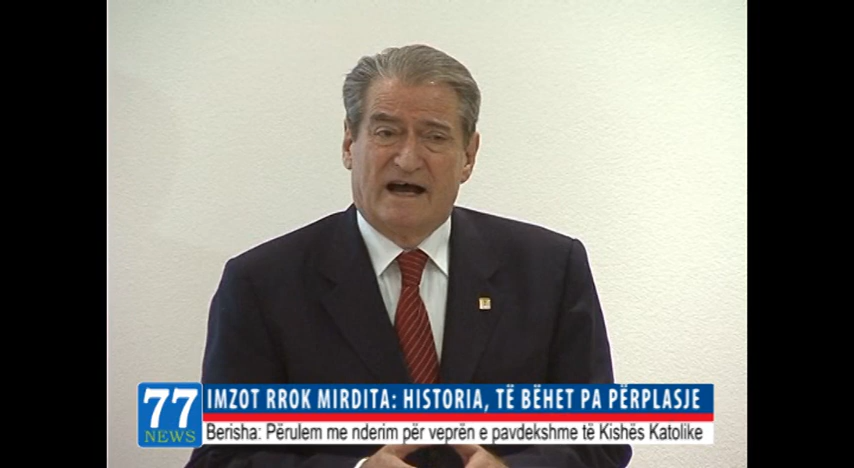 77
NEWS
IMZOT RROK MIRDITA: HISTORIA, TË BËHET PA PËRPLASJE
Berisha: Përulem me nderim për veprën e pavdekshme të Kishës Katolike